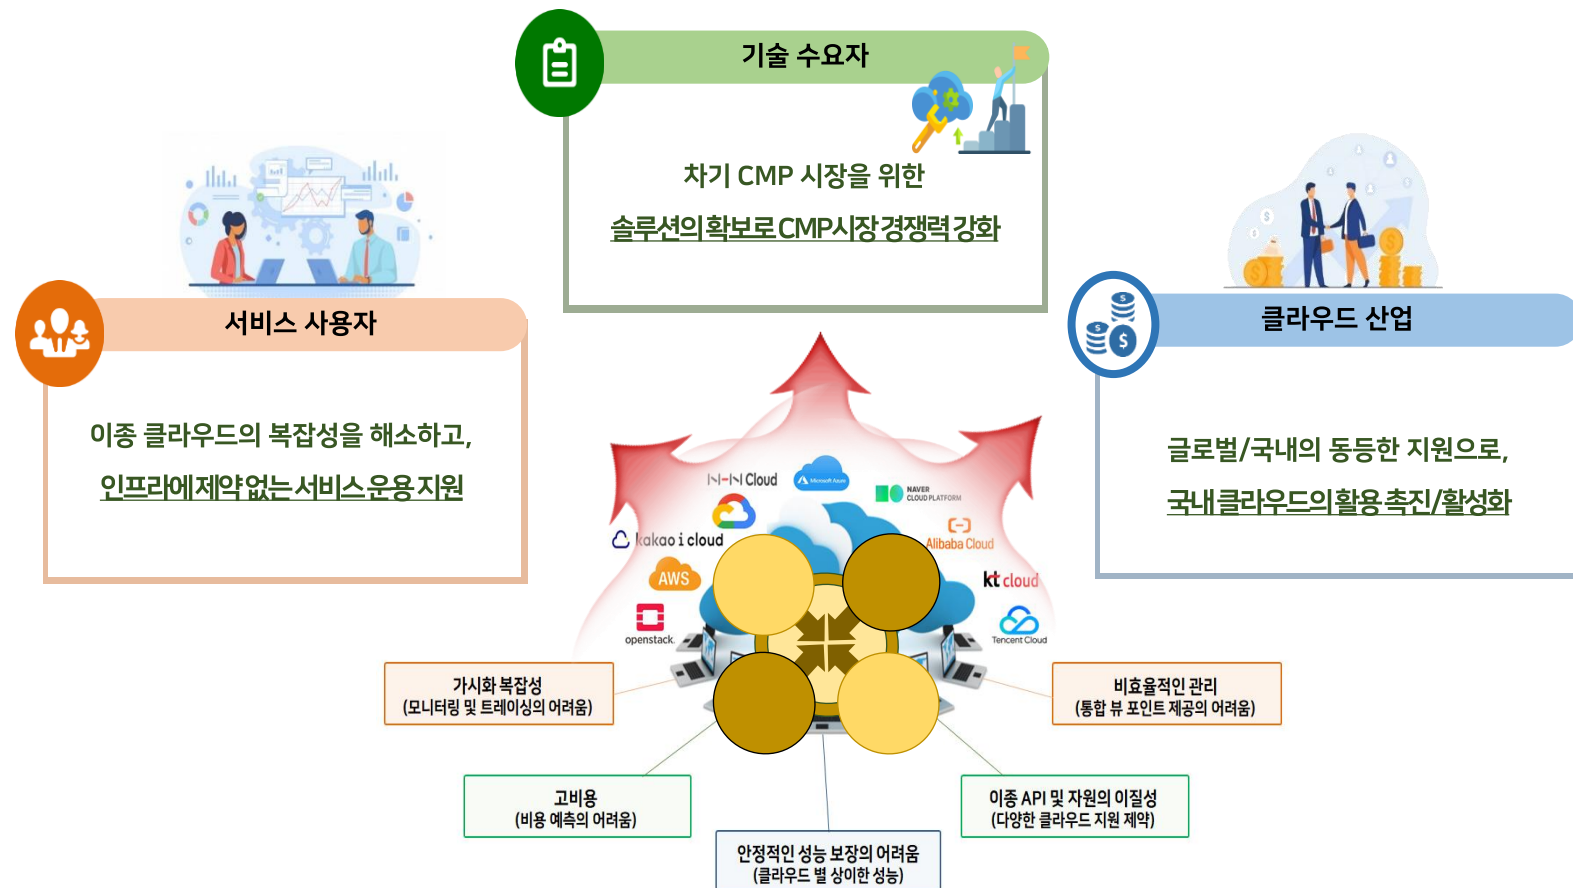 기술 수요자
차기 CMP 시장을 위한
솔루션의 확보로 CMP시장 경쟁력 강화
서비스 사용자
이종 클라우드의 복잡성을 해소하고,
인프라에 제약 없는 서비스 운용 지원
클라우드 산업
글로벌/국내의 동등한 지원으로,
국내 클라우드의 활용 촉진/활성화
NHN Cloud
Microsoft Azure
NAVER
CLOUD PLATFORM
kakao i cloud
Alibaba Cloud
AWS
kt cloud
openstack.
Tencent Cloud
가시화 복잡성
(모니터링 및 트레이싱의 어려움)
비효율적인 관리
(통합 뷰 포인트 제공의 어려움)
고비용
(비용 예측의 어려움)
이종 API 및 자원의 이질성
(다양한 클라우드 지원 제약)
안정적인 성능 보장의 어려움
(클라우드 별 상이한 성능)